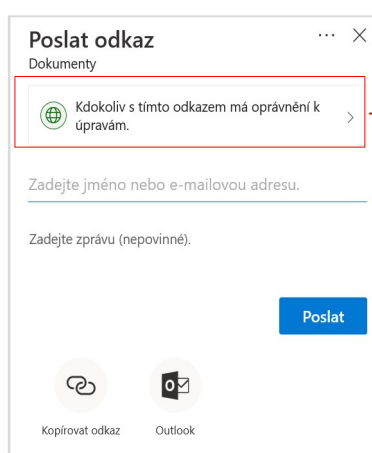 Poslat odkaz
Dokumenty
Kdokoliv s tímto odkazem má oprávnění k
úpravám.
Zadejte jméno nebo e-mailovou adresu.
Zadejte zprávu (nepovinné).
Poslat
Kopírovat odkaz
Outlook